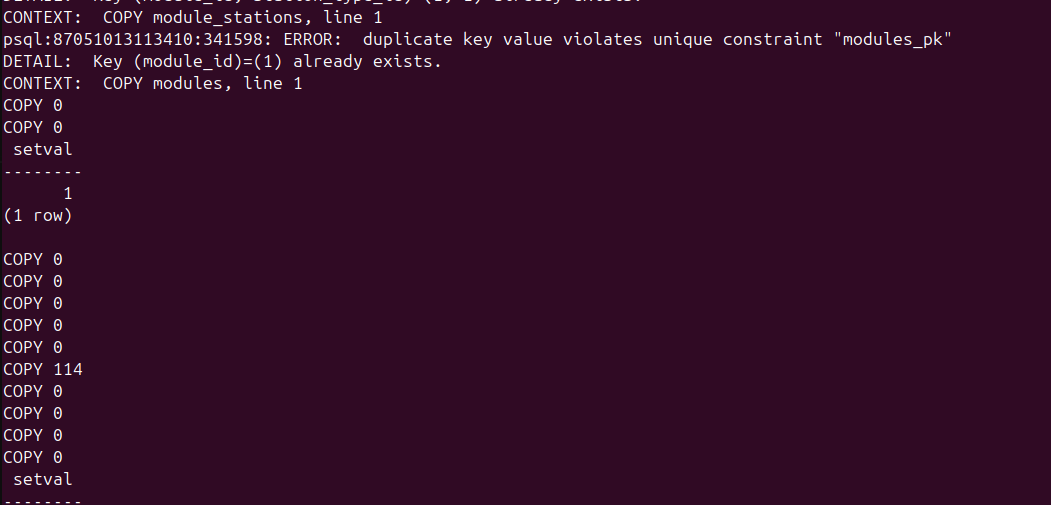 CONTEXT:  COPY module_stations, line 1
psql:87051013113410:341598: ERROR:  duplicate key value violates unique constraint "modules_pk"
DETAIL:  Key (module_id)=(1) already exists.
CONTEXT:  COPY modules, line 1
COPY 0
COPY 0
 setval
--------
      1
(1 row)

COPY 0
COPY 0
COPY 0
COPY 0
COPY 0
COPY 114
COPY 0
COPY 0
COPY 0
COPY 0
 setval
--------